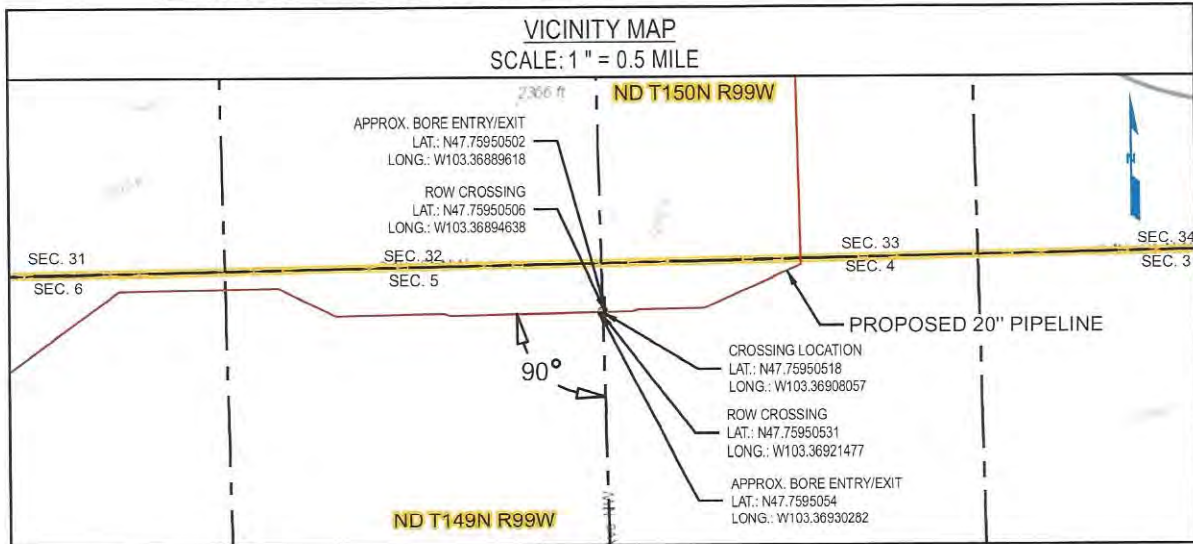 VICINITY MAP
SCALE: 1 " = 0.5 MILE
2366 ft
ND T150N R99W
APPROX. BORE ENTRY/EXIT
LAT.: N47.75950502
LONG.: W103.36889618
ROW CROSSING
LAT.: N47.75950506
LONG.: W103.36894638
N
SEC. 31
SEC. 32
SEC. 33
SEC. 34
SEC. 6
SEC. 5
SEC. 4
SEC. 3
PROPOSED 20" PIPELINE
90°
CROSSING LOCATION
LAT.: N47.75950518
LONG.: W103.36908057
ROW CROSSING
LAT.: N47.75950531
LONG.: W103.36921477
APPROX. BORE ENTRY/EXIT
LAT.: N47.7595054
LONG.: W103.36930282
ND T149N R99W